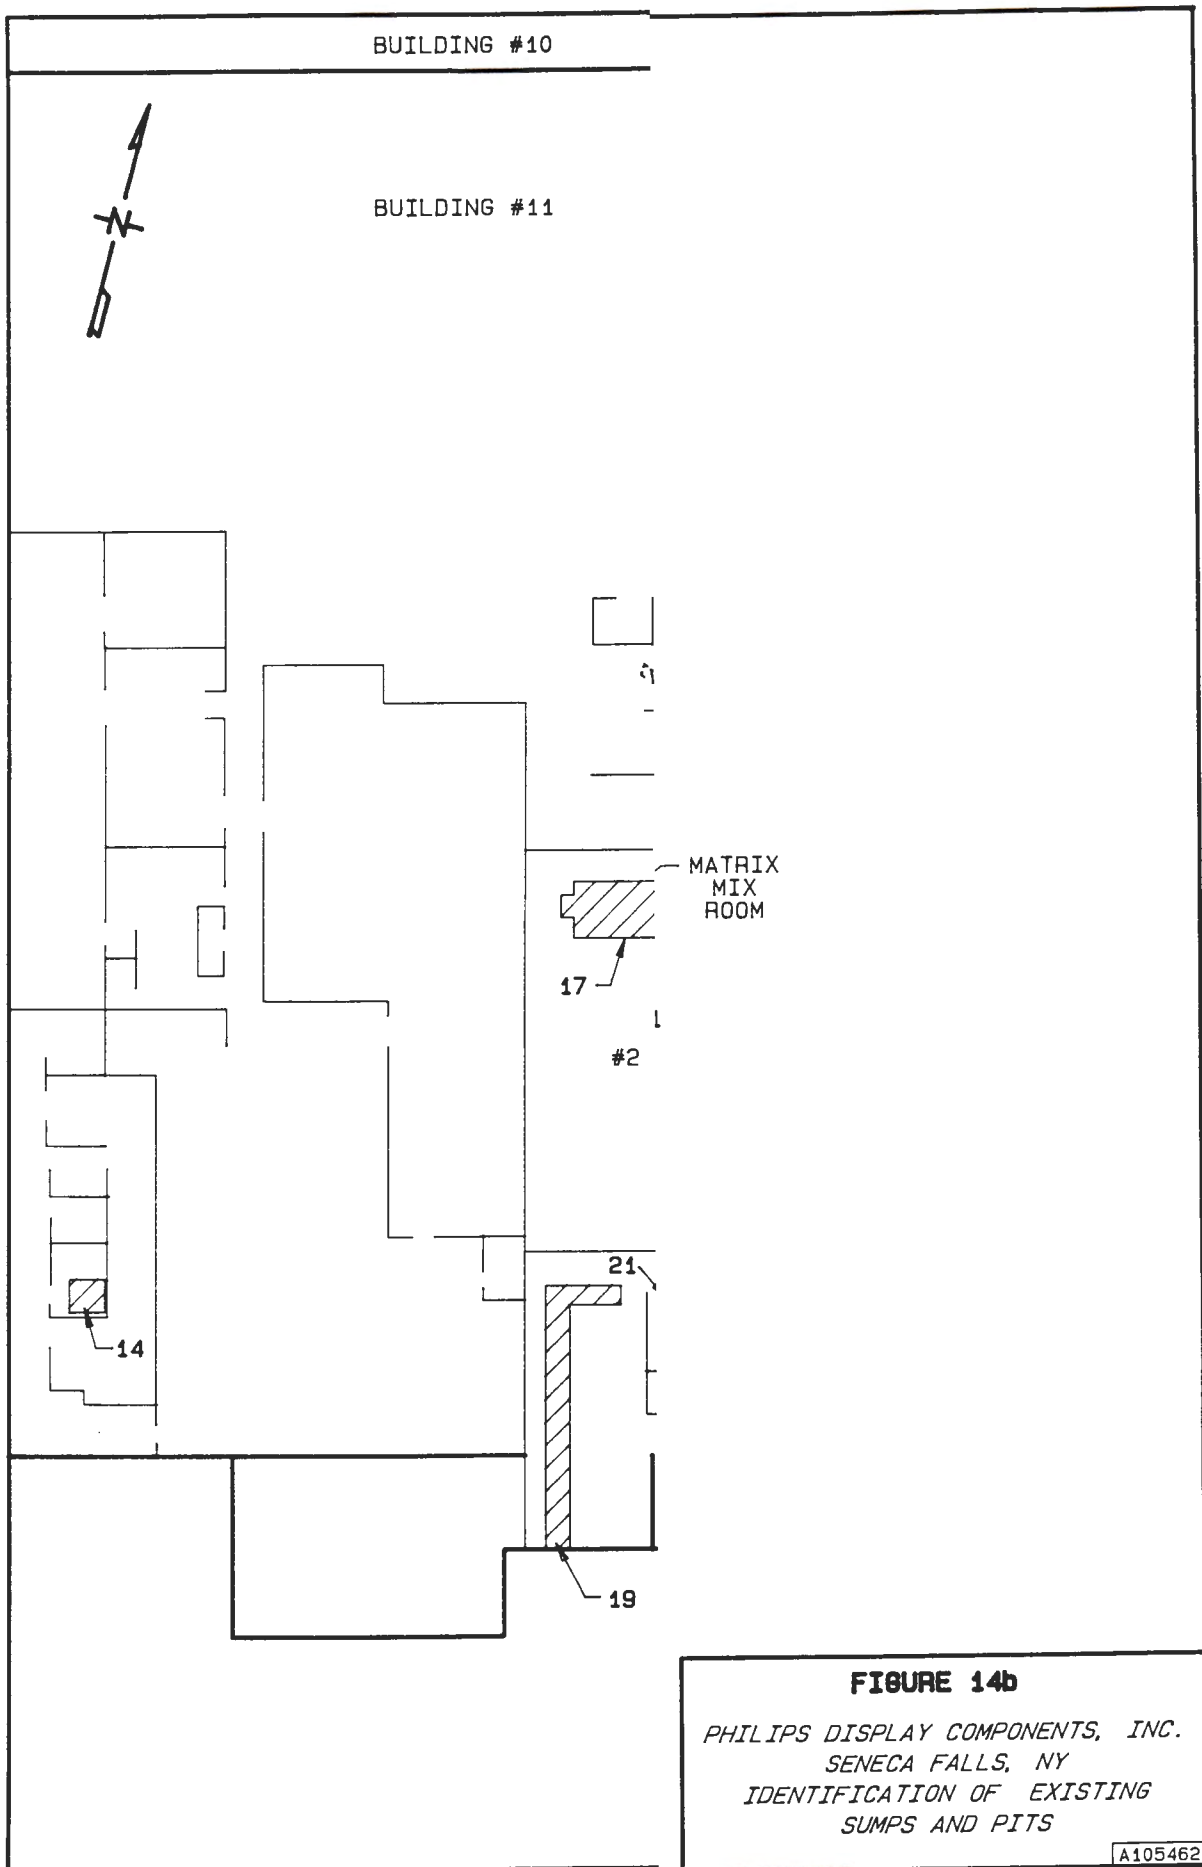 BUILDING #10
BUILDING #11
N
MATRIX
MIX
ROOM
17
#2
21
14
19
FIGURE 14b
PHILIPS DISPLAY COMPONENTS, INC.
SENECA FALLS, NY
IDENTIFICATION OF EXISTING
SUMPS AND PITS
A105462